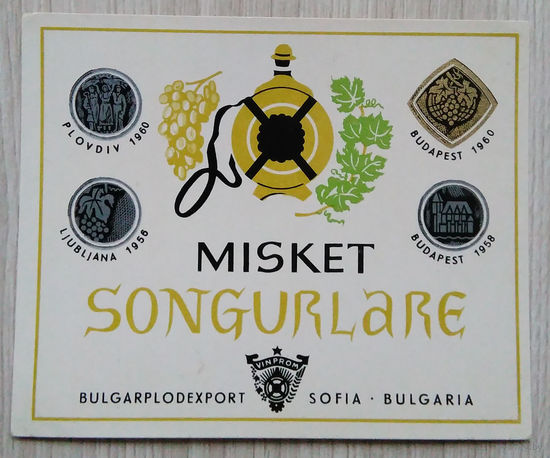 PLOVDIV 1960
BUDAPEST 1960
LJUBLJANA 1956
BUDAPEST 1958
MISKET
SONGURLARE
VINPROM
BULGARPLODEXPORT SOFIA · BULGARIA